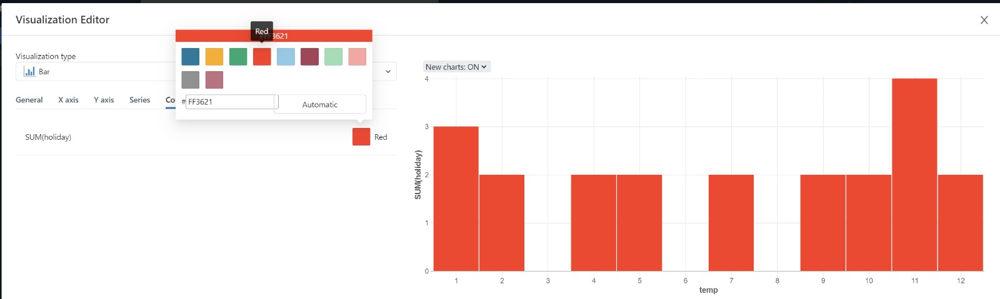 Visualization Editor
Red
#FF3621
Visualization type
Bar
General X axis Y axis Series Co
# FF3621
Automatic
SUM(holiday)
Red
New charts: ON
4
3
2
1
0
SUM(holiday)
1 2 3 4 5 6 7 8 9 10 11 12
temp